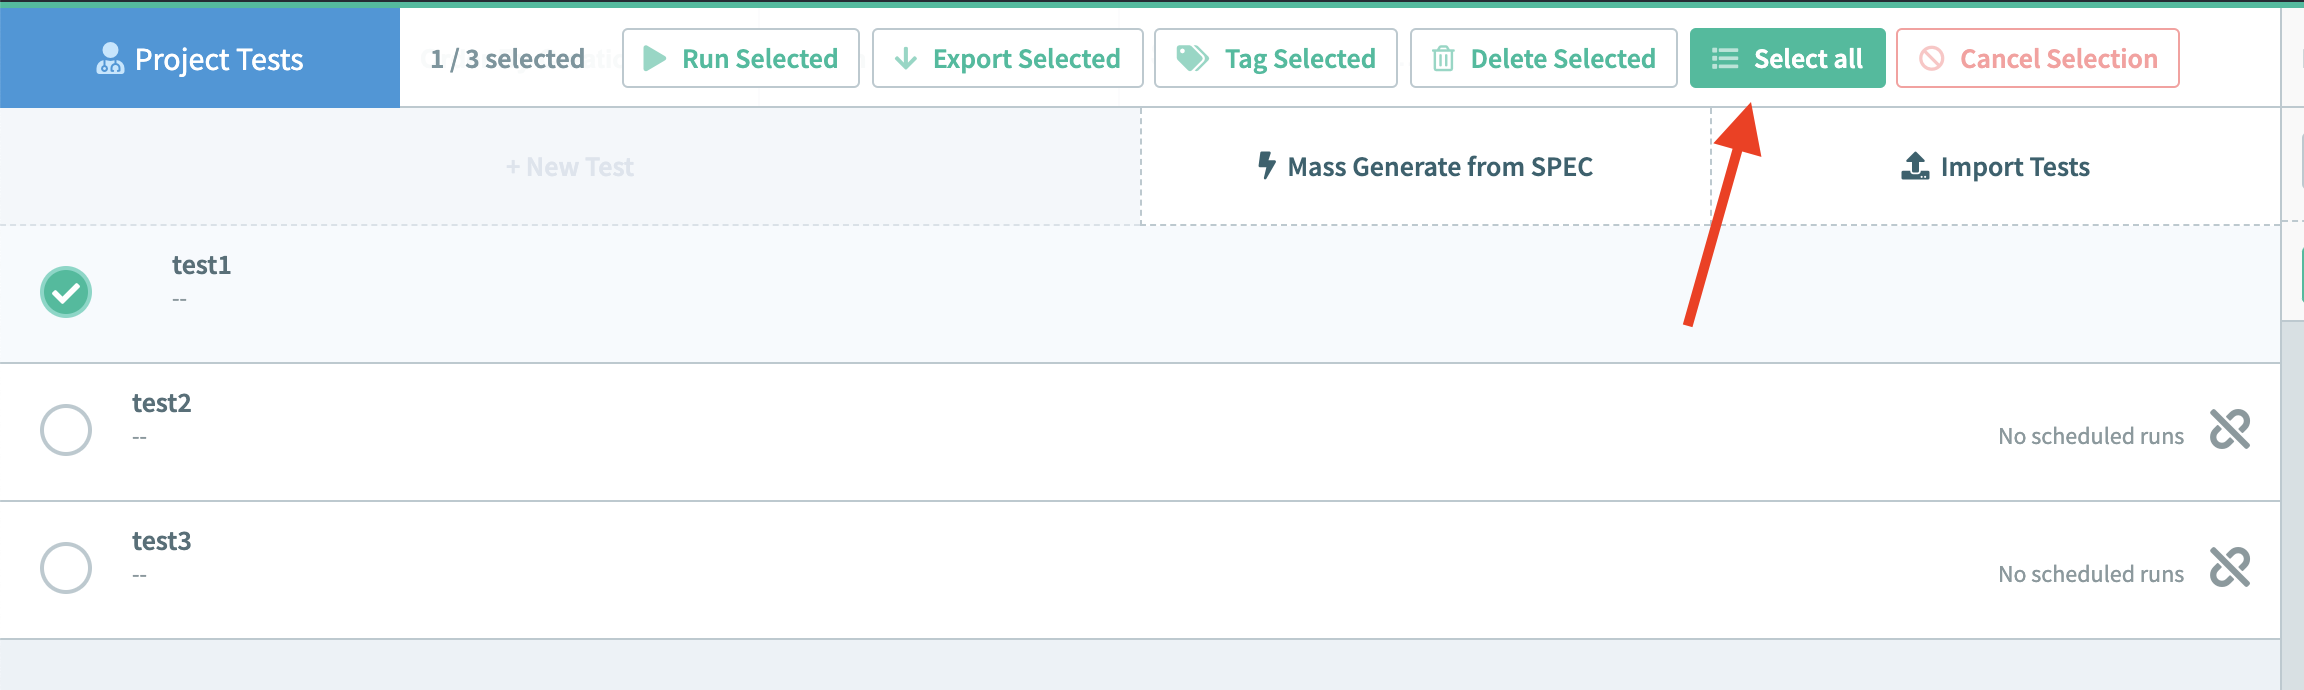 Project Tests
1 / 3 selected
Run Selected
Export Selected
Tag Selected
Delete Selected
Select all
Cancel Selection
+ New Test
Mass Generate from SPEC
Import Tests
test1
--
test2
--
No scheduled runs
test3
--
No scheduled runs